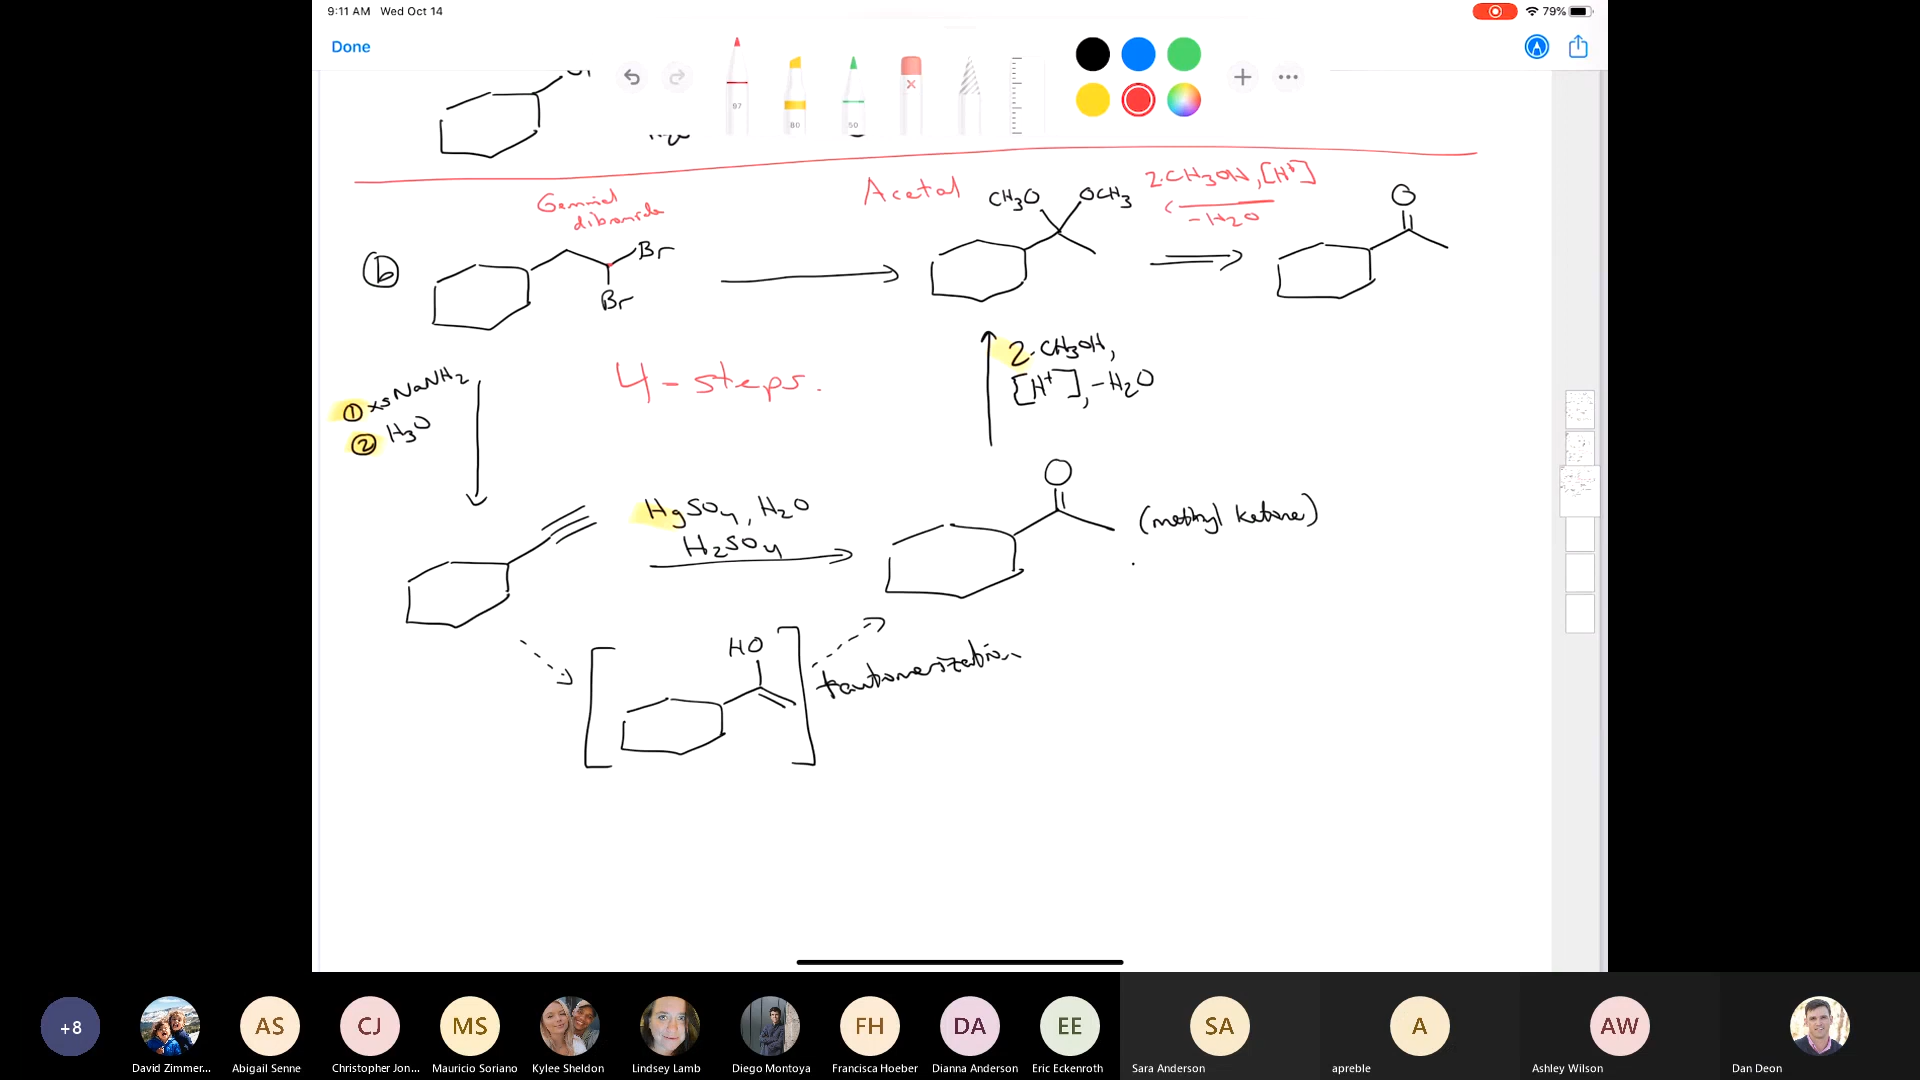 9:11 AM Wed Oct 14
79%
Done
97
80
50
Geminal
dibromide
Acetal
CH3O
OCH3
2·CH3OH, [H+]
-H2O
O
b
Br
Br
4-steps.
① xs NaNH2
② H3O
2·CH3OH,
[H+], -H2O
HgSO4, H2O
H2SO4
O
(methyl ketone)
HO
tautomerization
+8
AS
CJ
MS
FH
DA
EE
SA
A
AW
David Zimmer...
Abigail Senne
Christopher Jon...
Mauricio Soriano
Kylee Sheldon
Lindsey Lamb
Diego Montoya
Francisca Hoeber
Dianna Anderson
Eric Eckenroth
Sara Anderson
apreble
Ashley Wilson
Dan Deon